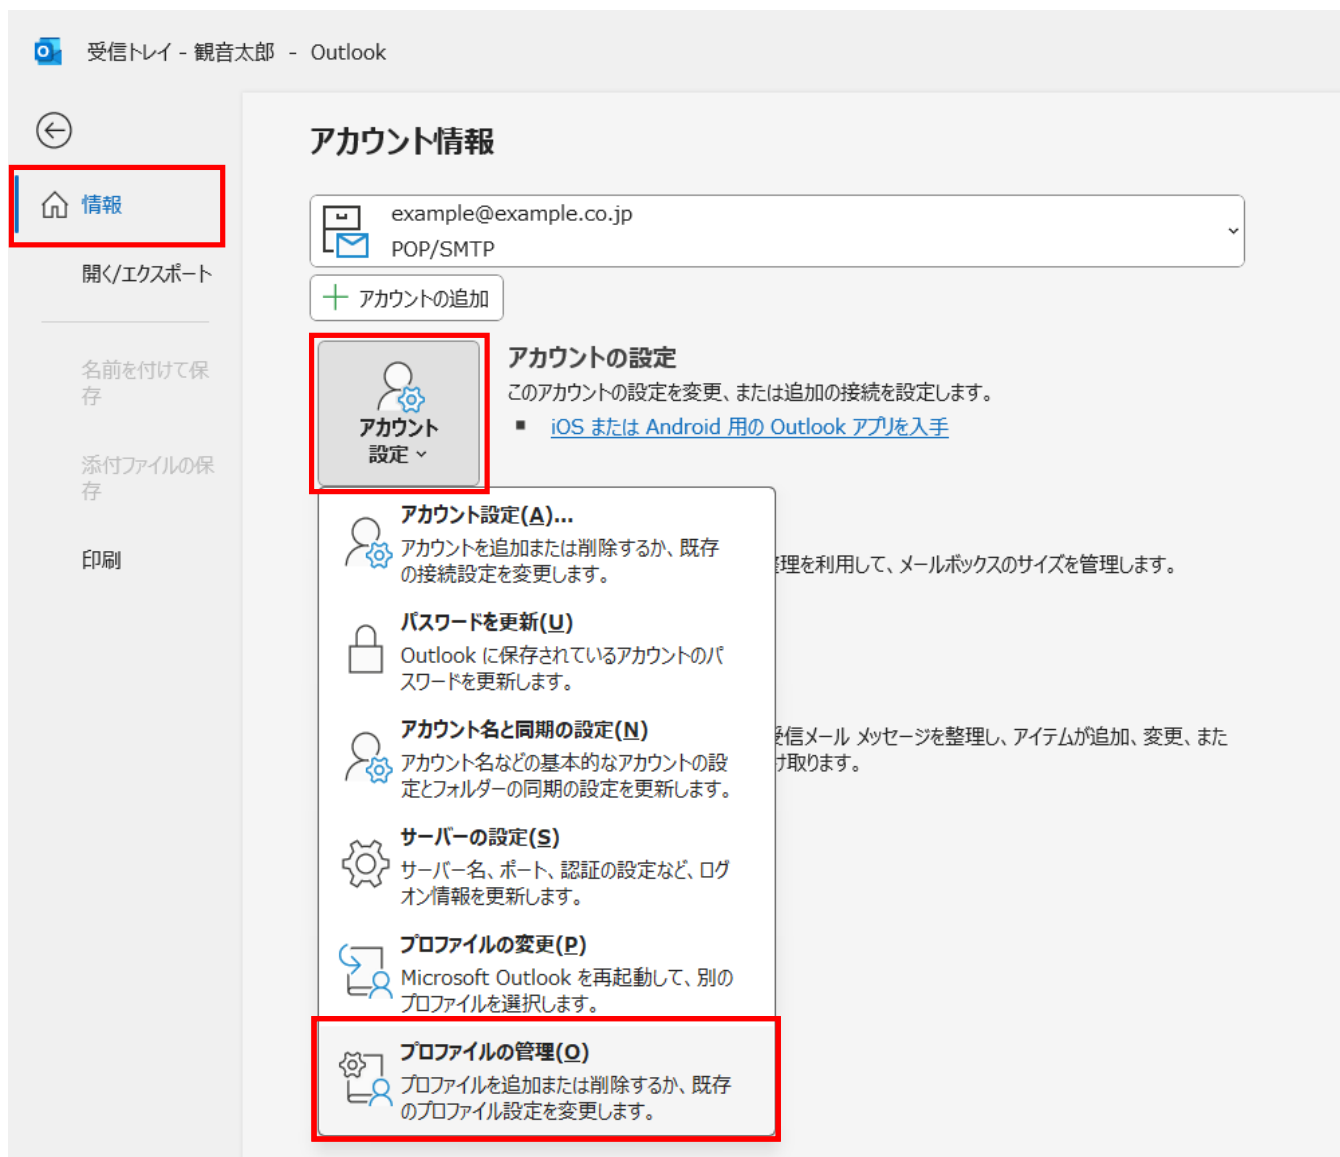 受信トレイ - 観音太郎 - Outlook
アカウント情報
情報
example@example.co.jp
POP/SMTP
開く/エクスポート
アカウントの追加
名前を付けて保
存
アカウント
設定
アカウントの設定
このアカウントの設定を変更、または追加の接続を設定します。
■ iOS または Android 用の Outlook アプリを入手
添付ファイルの保
存
印刷
アカウント設定(A)...
アカウントを追加または削除するか、既存
の接続設定を変更します。
理を利用して、メールボックスのサイズを管理します。
パスワードを更新(U)
Outlook に保存されているアカウントのパ
スワードを更新します。
アカウント名と同期の設定(N)
アカウント名などの基本的なアカウントの設
定とフォルダーの同期の設定を更新します。
信メール メッセージを整理し、アイテムが追加、変更、また
取ります。
サーバーの設定(S)
サーバー名、ポート、認証の設定など、ログ
オン情報を更新します。
プロファイルの変更(P)
Microsoft Outlook を再起動して、別の
プロファイルを選択します。
プロファイルの管理(O)
プロファイルを追加または削除するか、既存
のプロファイル設定を変更します。